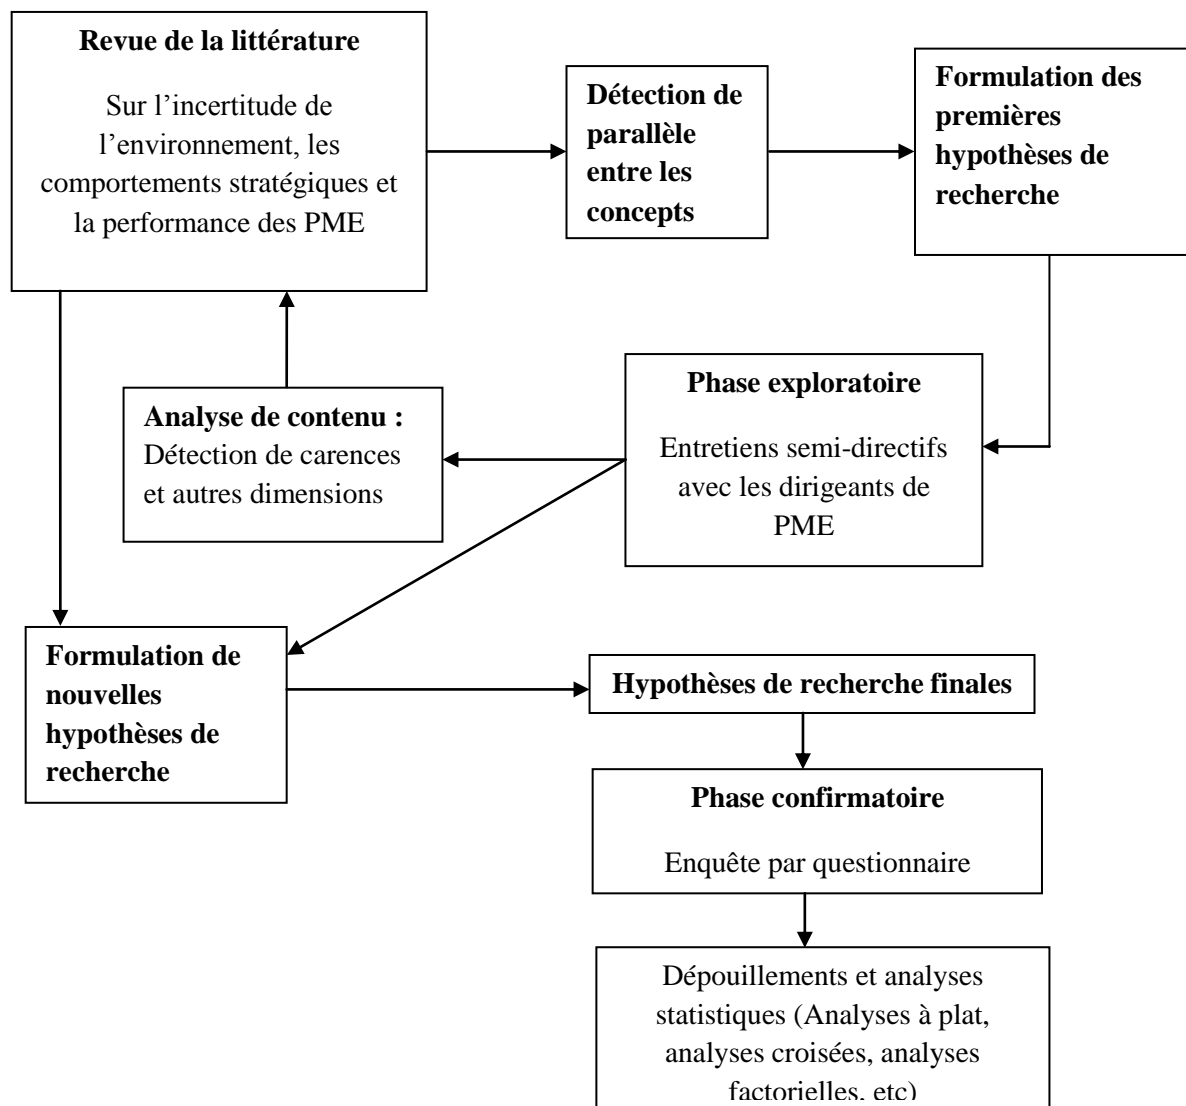 Revue de la littérature
Sur l’incertitude de
l’environnement, les
comportements stratégiques et
la performance des PME
Détection de
parallèle
entre les
concepts
Formulation des
premières
hypothèses de
recherche
Phase exploratoire
Entretiens semi-directifs
avec les dirigeants de
PME
Analyse de contenu :
Détection de carences
et autres dimensions
Formulation de
nouvelles
hypothèses de
recherche
Hypothèses de recherche finales
Phase confirmatoire
Enquête par questionnaire
Dépouillements et analyses
statistiques (Analyses à plat,
analyses croisées, analyses
factorielles, etc)